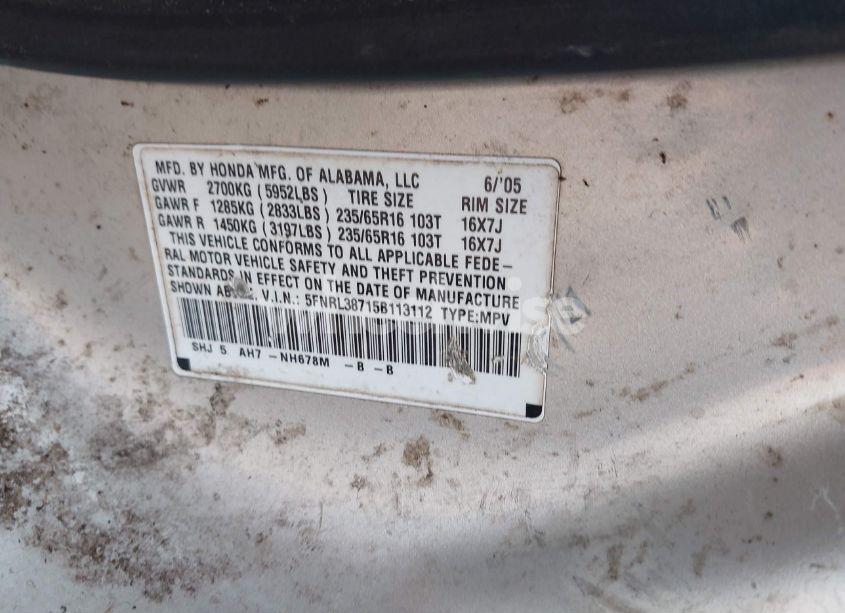 MFD. BY HONDA MFG. OF ALABAMA, LLC 6/'05
GVWR 2700KG (5952LBS) TIRE SIZE RIM SIZE
GAWR F 1285KG (2833LBS) 235/65R16 103T 16X7J
GAWR R 1450KG (3197LBS) 235/65R16 103T 16X7J
THIS VEHICLE CONFORMS TO ALL APPLICABLE FEDE-
RAL MOTOR VEHICLE SAFETY AND THEFT PREVENTION
STANDARDS IN EFFECT ON THE DATE OF MANUFACTURE
SHOWN ABOVE. V.I.N.: 5FNRL38715B113112 TYPE:MPV
SHJ 5 AH7 -NH678M -B -B